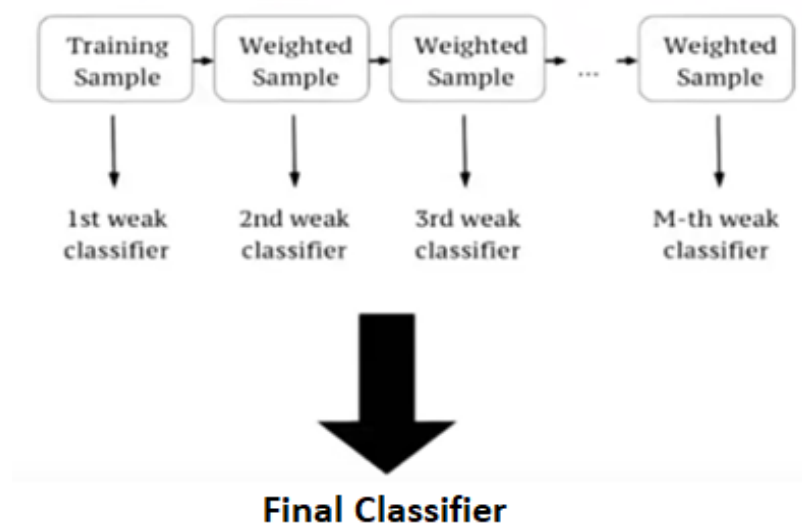 Training
Sample
Weighted
Sample
Weighted
Sample
...
Weighted
Sample
1st weak
classifier
2nd weak
classifier
3rd weak
classifier
M-th weak
classifier
Final Classifier